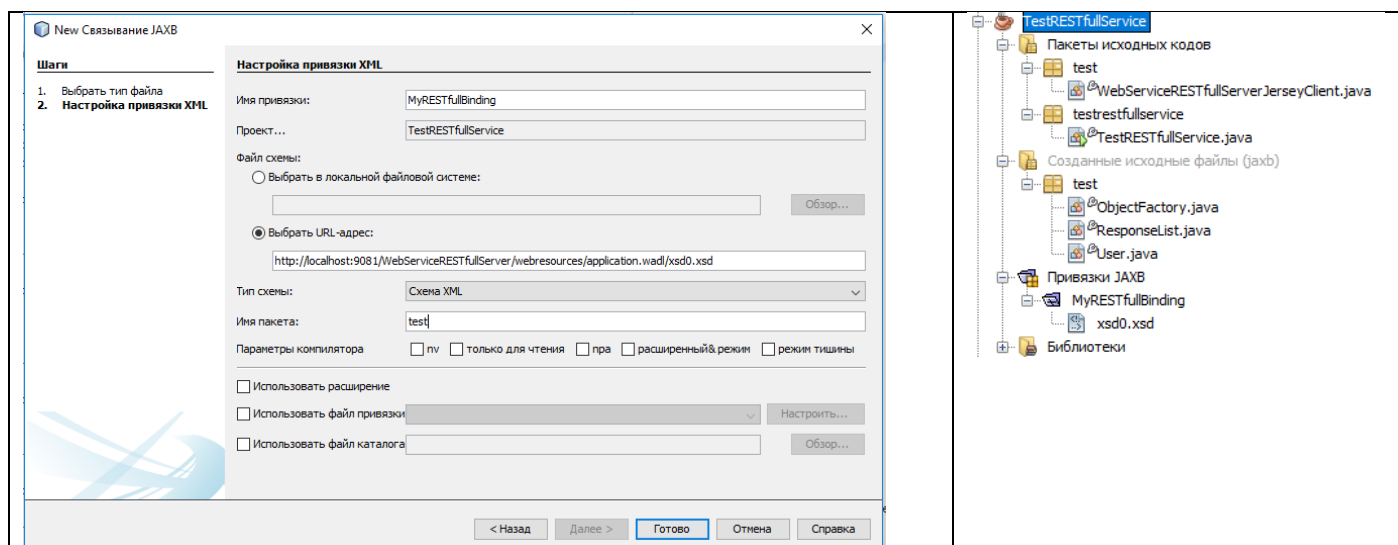 New Связывание JAXB
Шаги
1. Выбрать тип файла
2. Настройка привязки XML
Настройка привязки XML
Имя привязки: MyRESTfullBinding
Проект... TestRESTfullService
Файл схемы:
Выбрать в локальной файловой системе:
Обзор...
Выбрать URL-адрес:
http://localhost:9081/WebServiceRESTfullServer/webresources/application.wadl/xsd0.xsd
Тип схемы: Схема XML
Имя пакета: test
Параметры компилятора nv только для чтения npa расширенный& режим режим тишины
Использовать расширение
Использовать файл привязки Настроить...
Использовать файл каталога Обзор...
< Назад Далее > Готово Отмена Справка
TestRESTfullService
Пакеты исходных кодов
test
WebServiceRESTfullServerJerseyClient.java
testrestfullservice
TestRESTfullService.java
Созданные исходные файлы (jaxb)
test
ObjectFactory.java
ResponseList.java
User.java
Привязки JAXB
MyRESTfullBinding
xsd0.xsd
Библиотеки